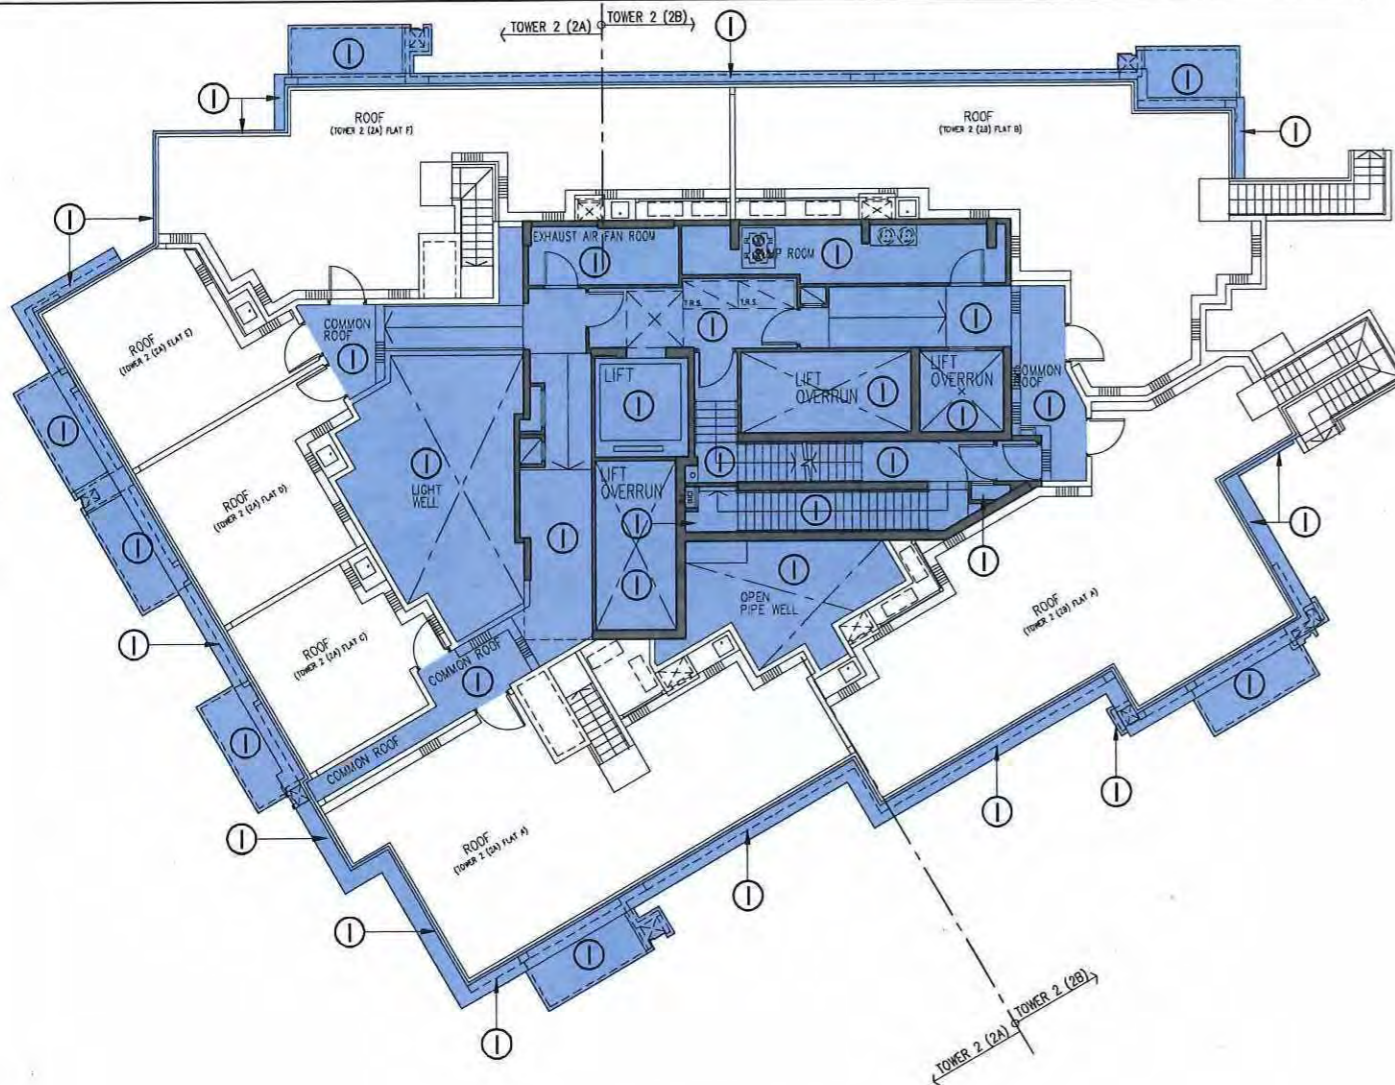 TOWER 2 (2A)
TOWER 2 (2B)
I
I
I
I
I
ROOF
(TOWER 2 (2A) FLAT F)
ROOF
(TOWER 2 (2B) FLAT B)
I
I
EXHAUST AIR FAN ROOM
I
PUMP ROOM
I
T.R.S.
T.R.S.
I
COMMON
ROOF
I
ROOF
(TOWER 2 (2A) FLAT E)
LIFT
I
LIFT
OVERRUN
I
LIFT
OVERRUN
I
COMMON
ROOF
I
I
I
LIGHT
WELL
ROOF
(TOWER 2 (2A) FLAT D)
LIFT
OVERRUN
I
I
I
I
I
I
I
I
I
I
I
OPEN
PIPE WELL
ROOF
(TOWER 2 (2B) FLAT A)
ROOF
(TOWER 2 (2A) FLAT C)
I
COMMON ROOF
I
I
I
COMMON ROOF
I
I
I
ROOF
(TOWER 2 (2A) FLAT A)
I
I
I
I
I
TOWER 2 (2B)
TOWER 2 (2A)